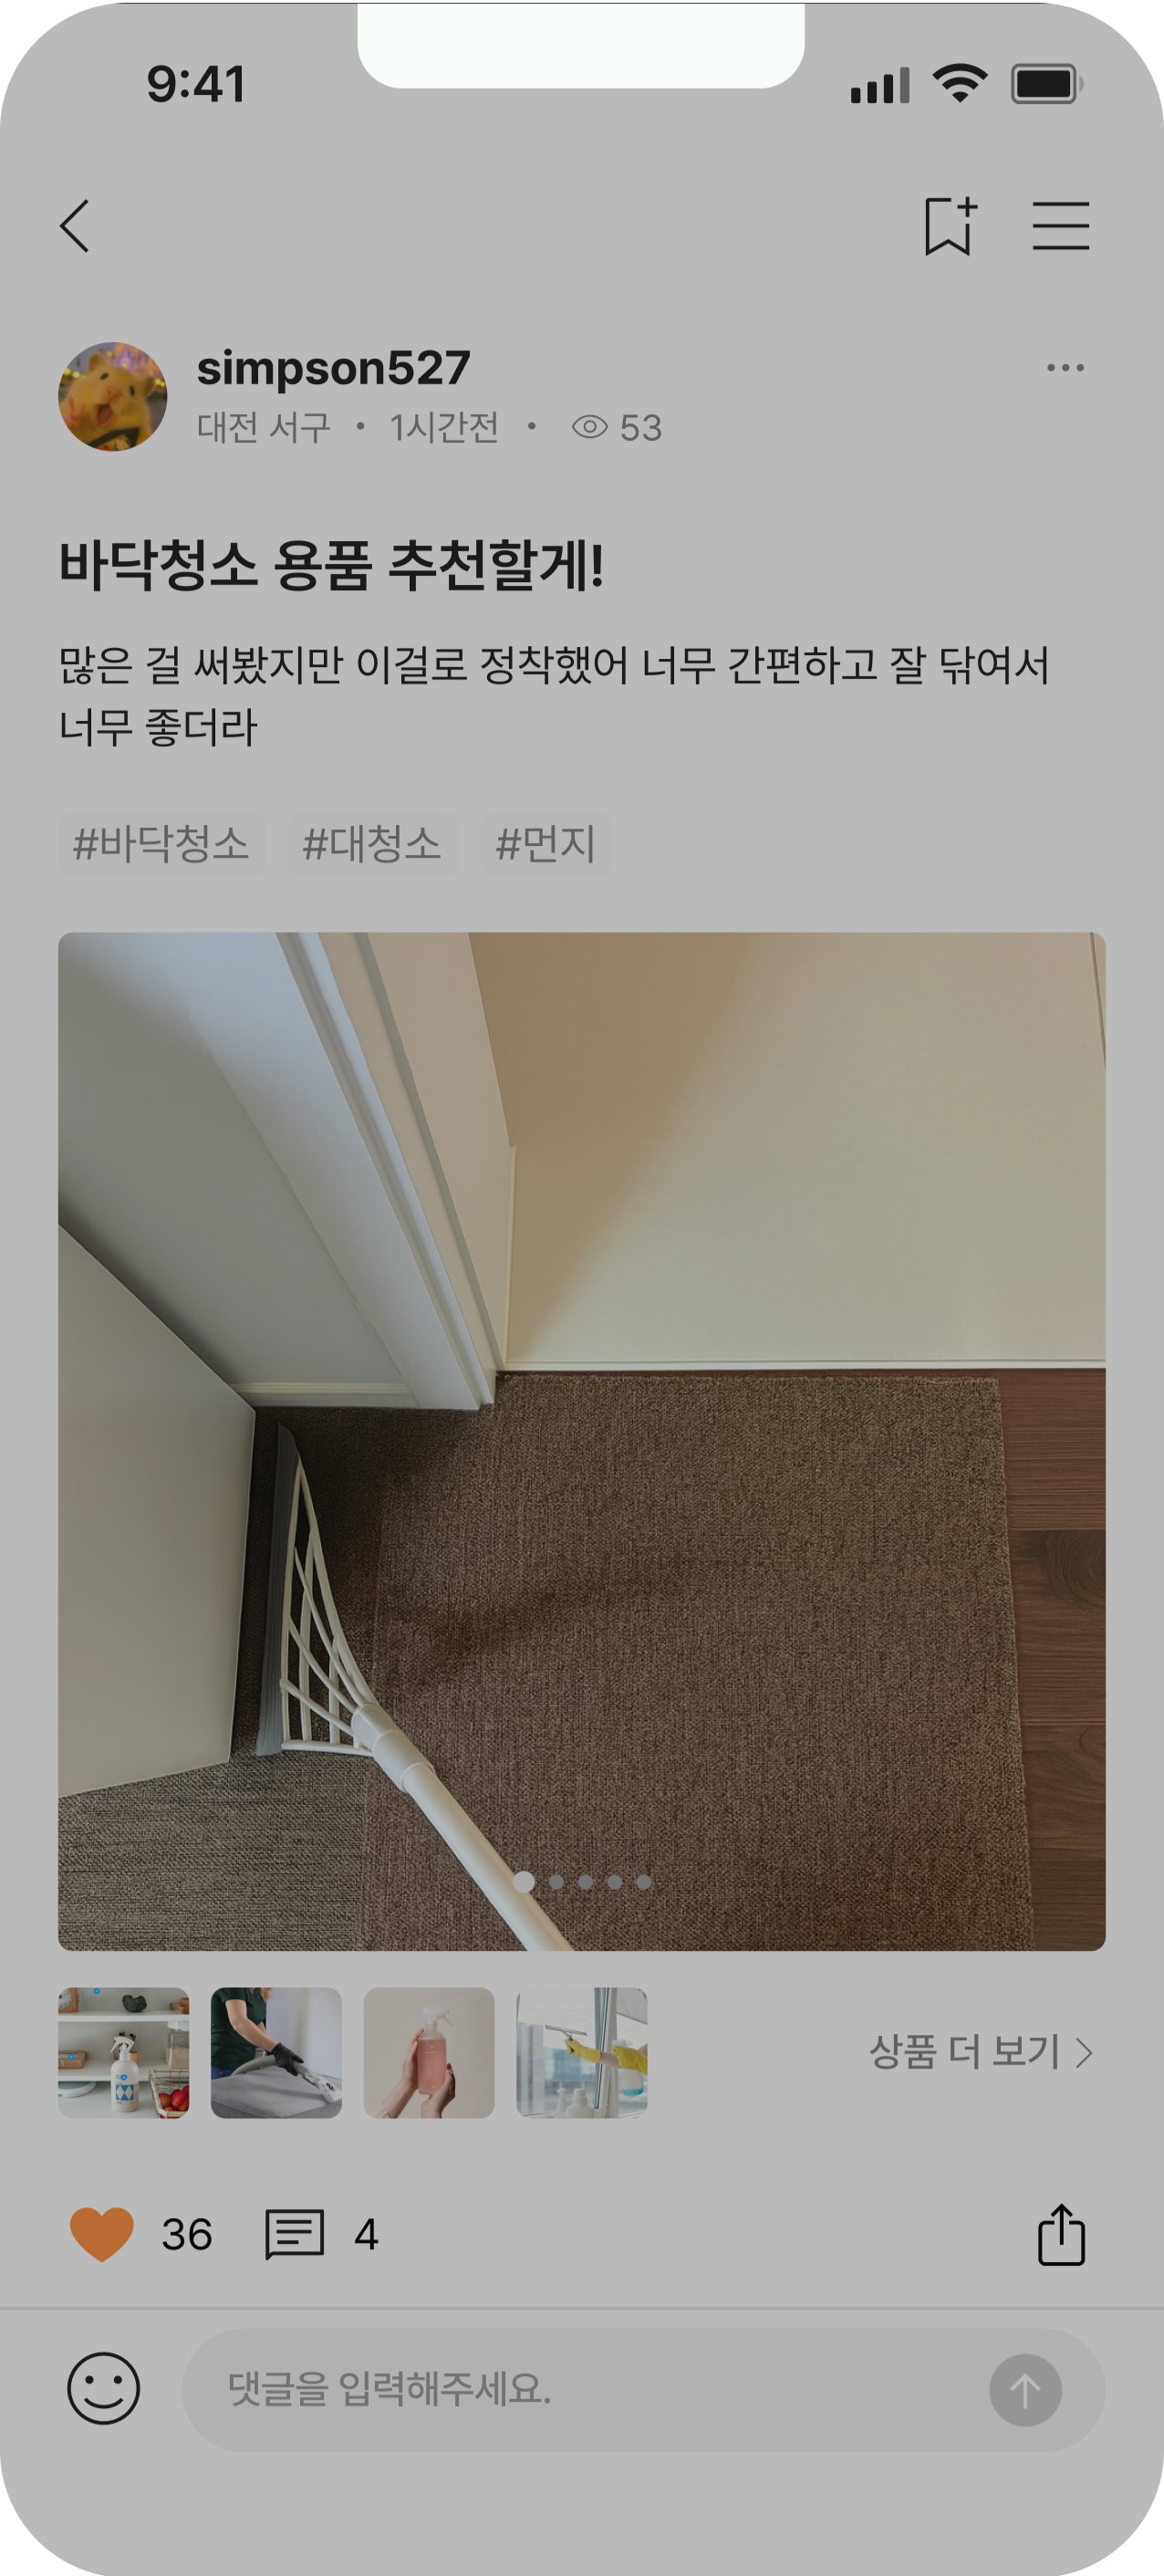 9:41
simpson527
대전 서구 • 1시간전 • 53
바닥청소 용품 추천할게!
많은 걸 써봤지만 이걸로 정착했어 너무 간편하고 잘 닦여서
너무 좋더라
#바닥청소 #대청소 #먼지
상품 더 보기
36 4
댓글을 입력해주세요.